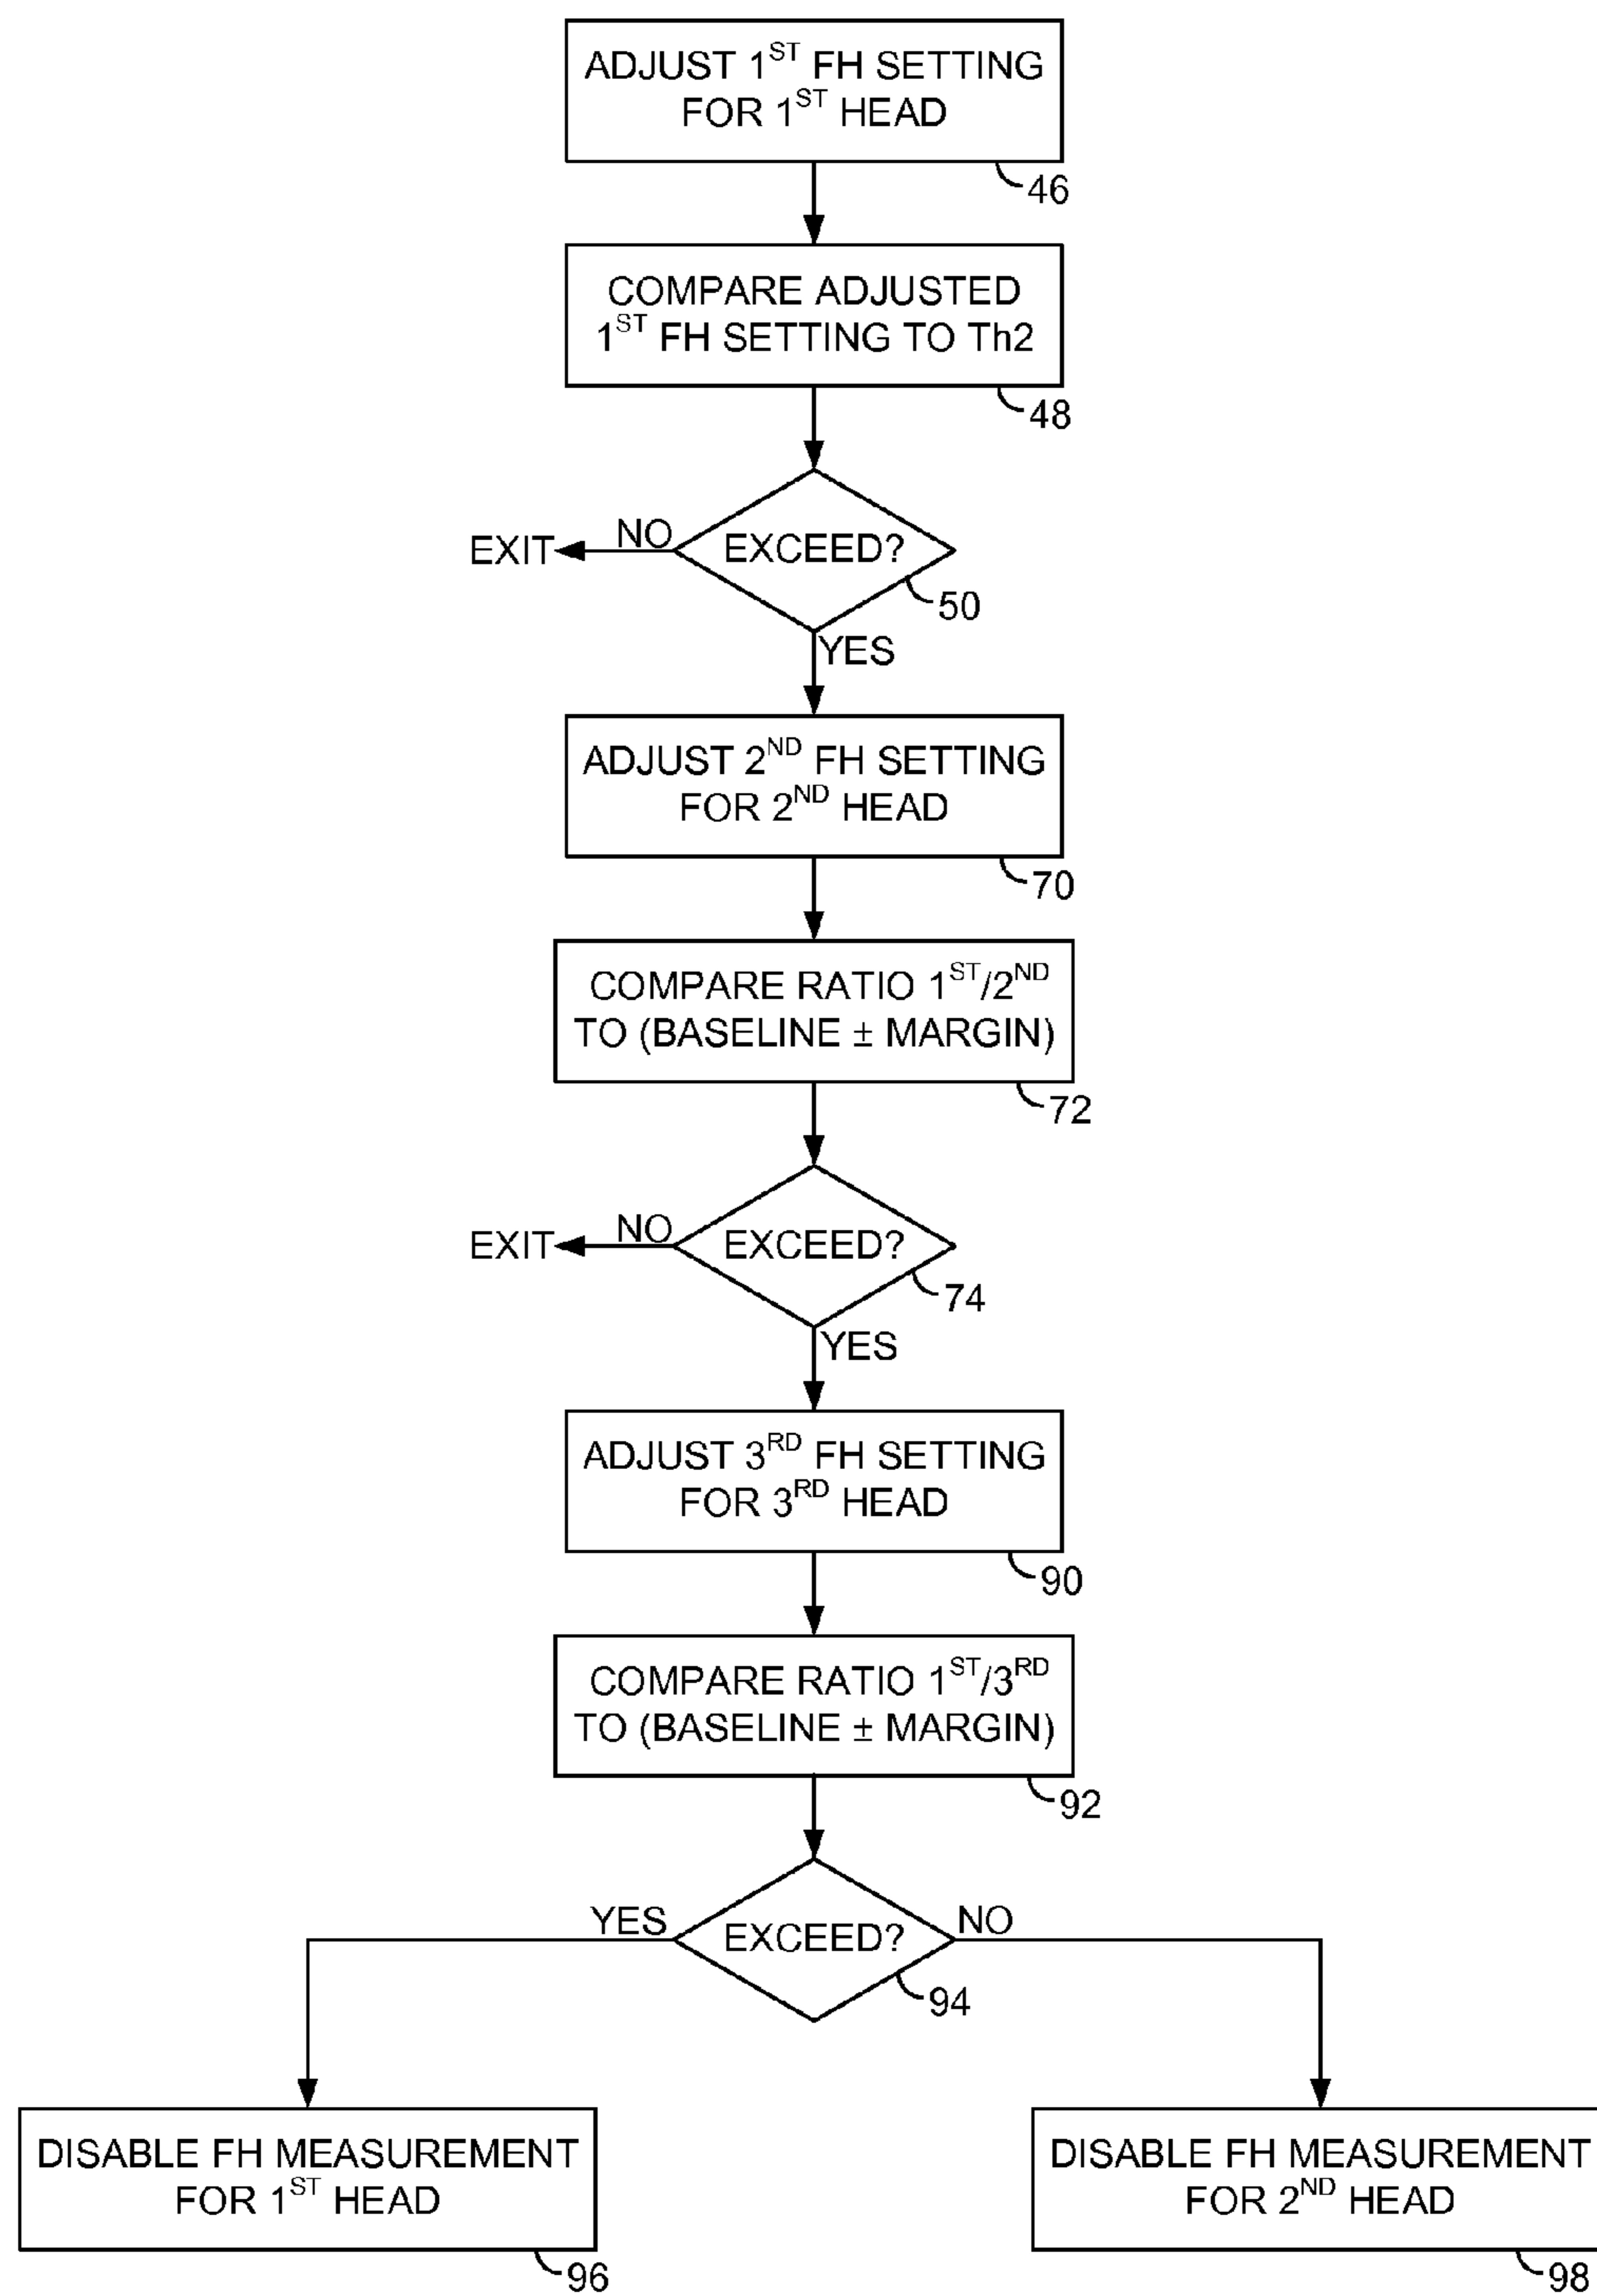 ADJUST 1ST FH SETTING
FOR 1ST HEAD
46
COMPARE ADJUSTED
1ST FH SETTING TO Th2
48
EXIT
NO
EXCEED?
50
YES
ADJUST 2ND FH SETTING
FOR 2ND HEAD
70
COMPARE RATIO 1ST/2ND
TO (BASELINE ± MARGIN)
72
EXIT
NO
EXCEED?
74
YES
ADJUST 3RD FH SETTING
FOR 3RD HEAD
90
COMPARE RATIO 1ST/3RD
TO (BASELINE ± MARGIN)
92
YES
EXCEED?
NO
94
DISABLE FH MEASUREMENT
FOR 1ST HEAD
96
DISABLE FH MEASUREMENT
FOR 2ND HEAD
98